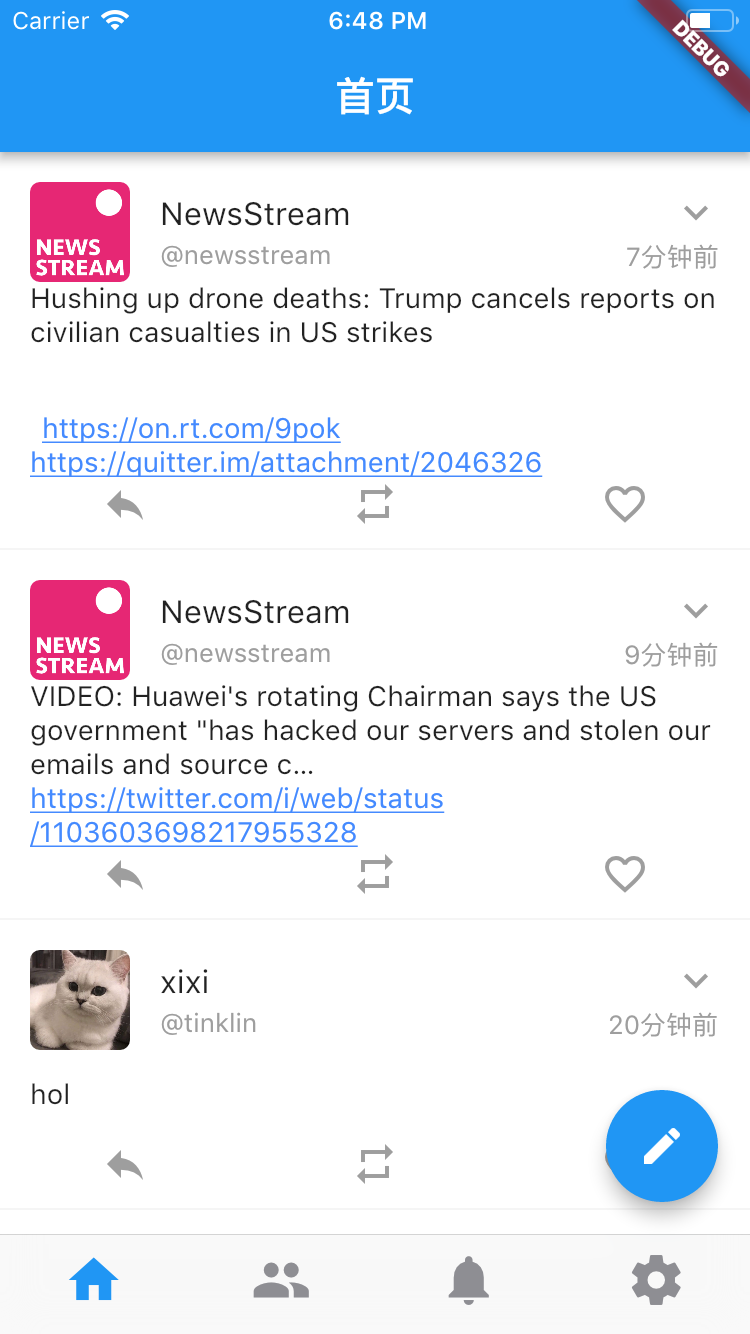 Carrier 6:48 PM
DEBUG
首页
NEWS
STREAM
NewsStream
@newsstream 7分钟前
Hushing up drone deaths: Trump cancels reports on
civilian casualties in US strikes
https://on.rt.com/9pok
https://quitter.im/attachment/2046326
NEWS
STREAM
NewsStream
@newsstream 9分钟前
VIDEO: Huawei's rotating Chairman says the US
government "has hacked our servers and stolen our
emails and source c...
https://twitter.com/i/web/status
/1103603698217955328
xixi
@tinklin 20分钟前
hol